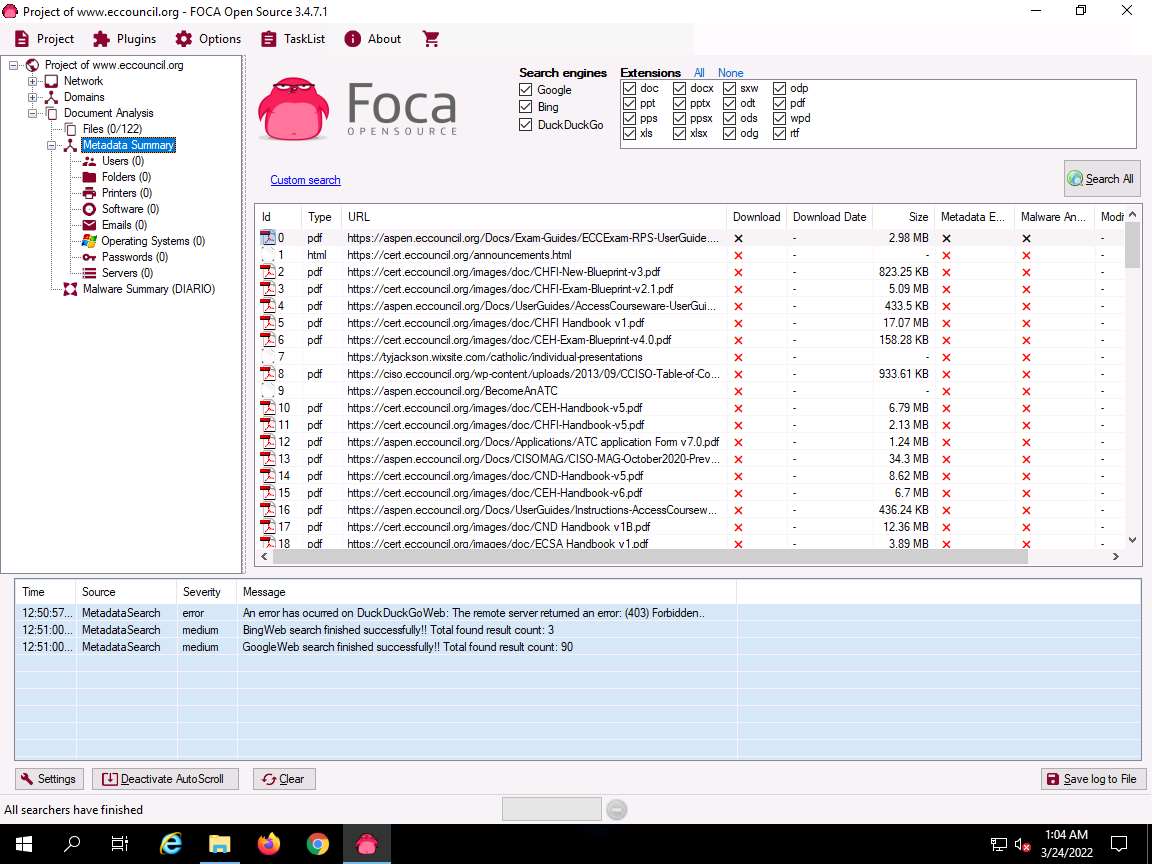 Project of www.eccouncil.org - FOCA Open Source 3.4.7.1
Project Plugins Options TaskList About
Project of www.eccouncil.org
Network
Domains
Document Analysis
Files (0/122)
Metadata Summary
Users (0)
Folders (0)
Printers (0)
Software (0)
Emails (0)
Operating Systems (0)
Passwords (0)
Servers (0)
Malware Summary (DIARIO)
Foca
OPENSOURCE
Search engines
Google
Bing
DuckDuckGo
Extensions All None
doc docx sxw odp
ppt pptx odt pdf
pps ppsx ods wpd
xls xlsx odg rtf
Custom search
Search All
Id Type URL Download Download Date Size Metadata E... Malware An... Modi
0 pdf https://aspen.eccouncil.org/Docs/Exam-Guides/ECCExam-RPS-UserGuide.... × - 2.98 MB × × -
1 html https://cert.eccouncil.org/announcements.html × - - × × -
2 pdf https://cert.eccouncil.org/images/doc/CHFI-New-Blueprint-v3.pdf × - 823.25 KB × × -
3 pdf https://cert.eccouncil.org/images/doc/CHFI-Exam-Blueprint-v2.1.pdf × - 5.09 MB × × -
4 pdf https://aspen.eccouncil.org/Docs/UserGuides/AccessCourseware-UserGui... × - 433.5 KB × × -
5 pdf https://cert.eccouncil.org/images/doc/CHFI Handbook v1.pdf × - 17.07 MB × × -
6 pdf https://cert.eccouncil.org/images/doc/CEH-Exam-Blueprint-v4.0.pdf × - 158.28 KB × × -
7 https://tyjackson.wixsite.com/catholic/individual-presentations × - - × × -
8 pdf https://ciso.eccouncil.org/wp-content/uploads/2013/09/CCISO-Table-of-Co... × - 933.61 KB × × -
9 https://aspen.eccouncil.org/BecomeAnATC × - - × × -
10 pdf https://cert.eccouncil.org/images/doc/CEH-Handbook-v5.pdf × - 6.79 MB × × -
11 pdf https://cert.eccouncil.org/images/doc/CHFI-Handbook-v5.pdf × - 2.13 MB × × -
12 pdf https://aspen.eccouncil.org/Docs/Applications/ATC application Form v7.0.pdf × - 1.24 MB × × -
13 pdf https://aspen.eccouncil.org/Docs/CISOMAG/CISO-MAG-October2020-Prev... × - 34.3 MB × × -
14 pdf https://cert.eccouncil.org/images/doc/CND-Handbook-v5.pdf × - 8.62 MB × × -
15 pdf https://cert.eccouncil.org/images/doc/CEH-Handbook-v6.pdf × - 6.7 MB × × -
16 pdf https://aspen.eccouncil.org/Docs/UserGuides/Instructions-AccessCoursew... × - 436.24 KB × × -
17 pdf https://cert.eccouncil.org/images/doc/CND Handbook v1B.pdf × - 12.36 MB × × -
18 pdf https://cert.eccouncil.org/images/doc/ECSA Handbook v1.pdf × - 3.89 MB × × -
Time Source Severity Message
12:50:57... MetadataSearch error An error has ocurred on DuckDuckGoWeb: The remote server returned an error: (403) Forbidden..
12:51:00... MetadataSearch medium BingWeb search finished successfully!! Total found result count: 3
12:51:00... MetadataSearch medium GoogleWeb search finished successfully!! Total found result count: 90
Settings Deactivate AutoScroll Clear Save log to File
All searchers have finished
1:04 AM
3/24/2022